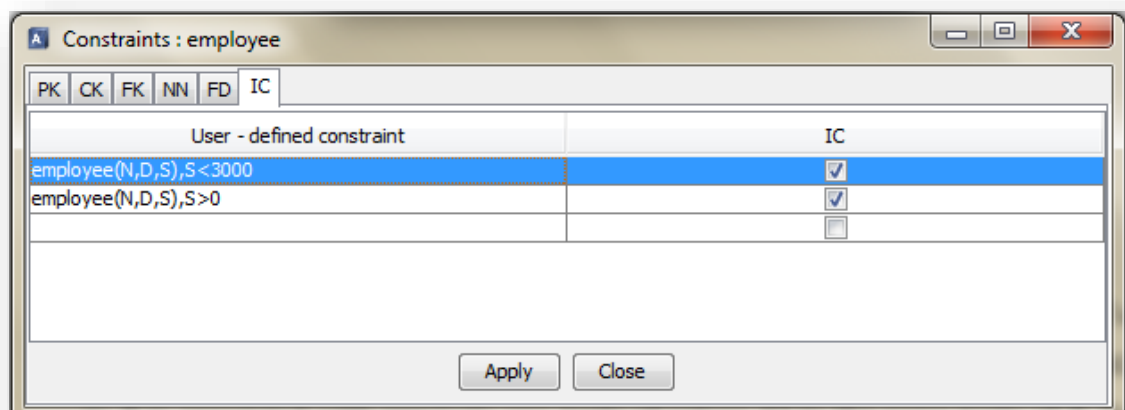 Constraints : employee
PK CK FK NN FD IC
User - defined constraint IC
employee(N,D,S),S<3000
employee(N,D,S),S>0
Apply Close